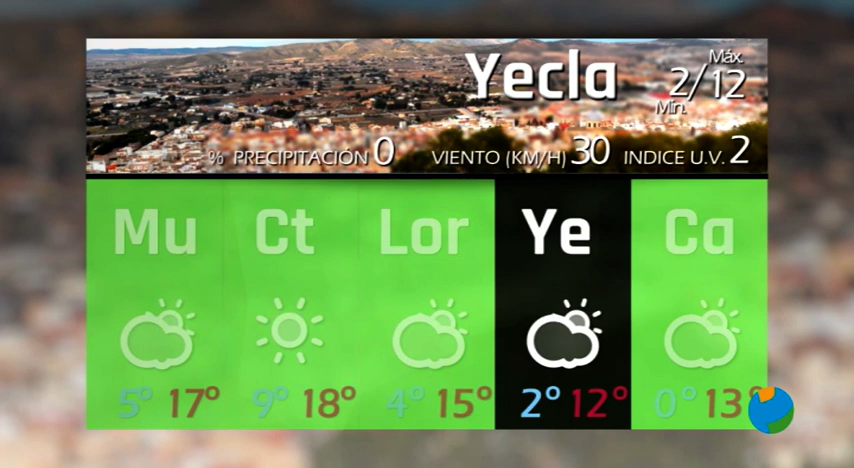 Yecla
Máx.
2/12
Mín.
% PRECIPITACIÓN 0 VIENTO (KM/H) 30 INDICE U.V. 2
Mu Ct Lor Ye Ca
5° 17° 9° 18° 4° 15° 2° 12° 0° 13°